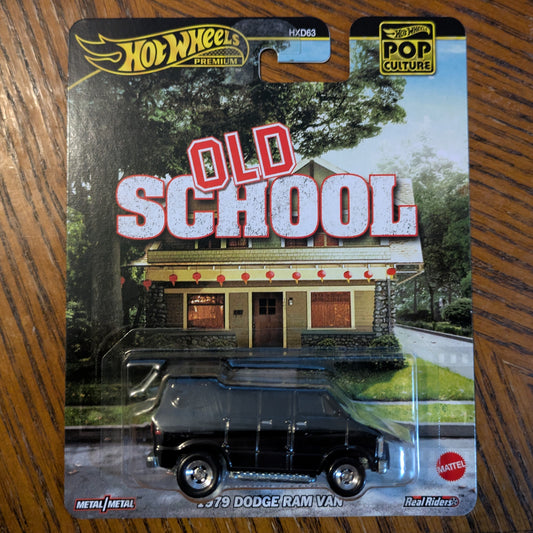 HOT WHEELS
PREMIUM
HXD63
HOT WHEELS
POP
CULTURE
OLD
SCHOOL
MATTEL
1979 DODGE RAM VAN
METAL/METAL
Real Riders